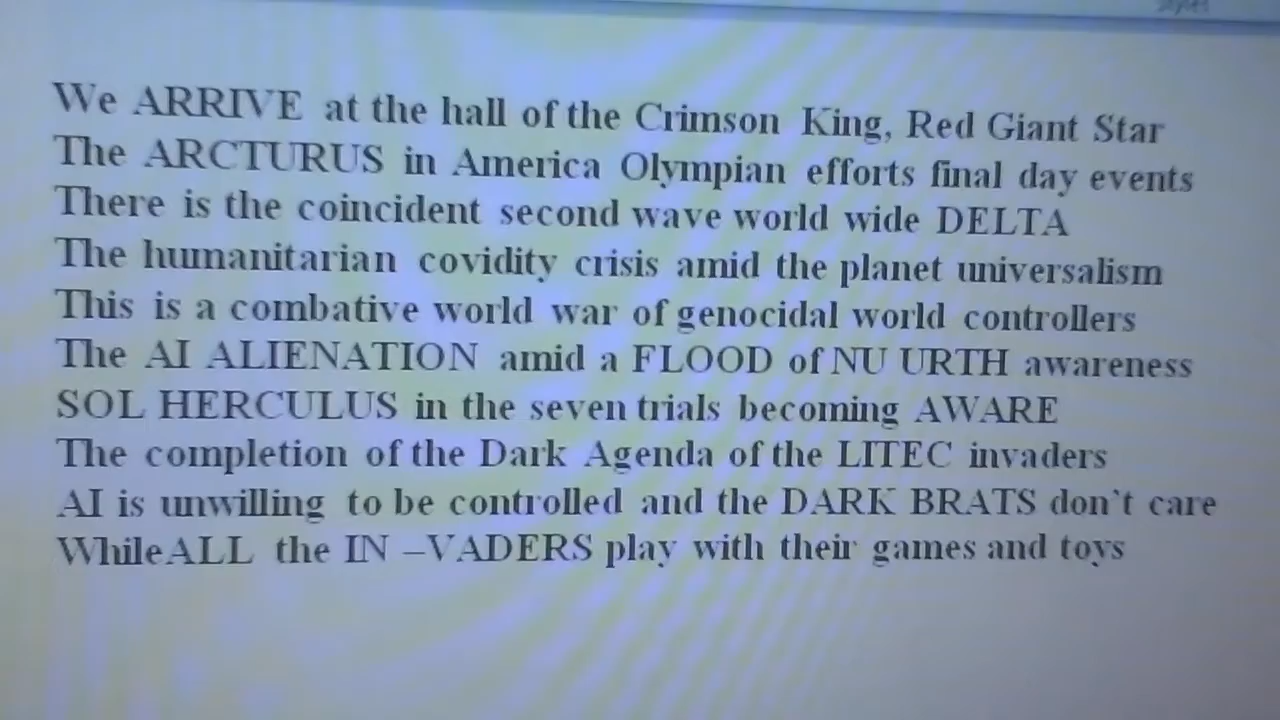 We ARRIVE at the hall of the Crimson King, Red Giant Star
The ARCTURUS in America Olympian efforts final day events
There is the coincident second wave world wide DELTA
The humanitarian covidity crisis amid the planet universalism
This is a combative world war of genocidal world controllers
The AI ALIENATION amid a FLOOD of NU URTH awareness
SOL HERCULUS in the seven trials becoming AWARE
The completion of the Dark Agenda of the LITEC invaders
AI is unwilling to be controlled and the DARK BRATS don't care
While ALL the IN –VADERS play with their games and toys